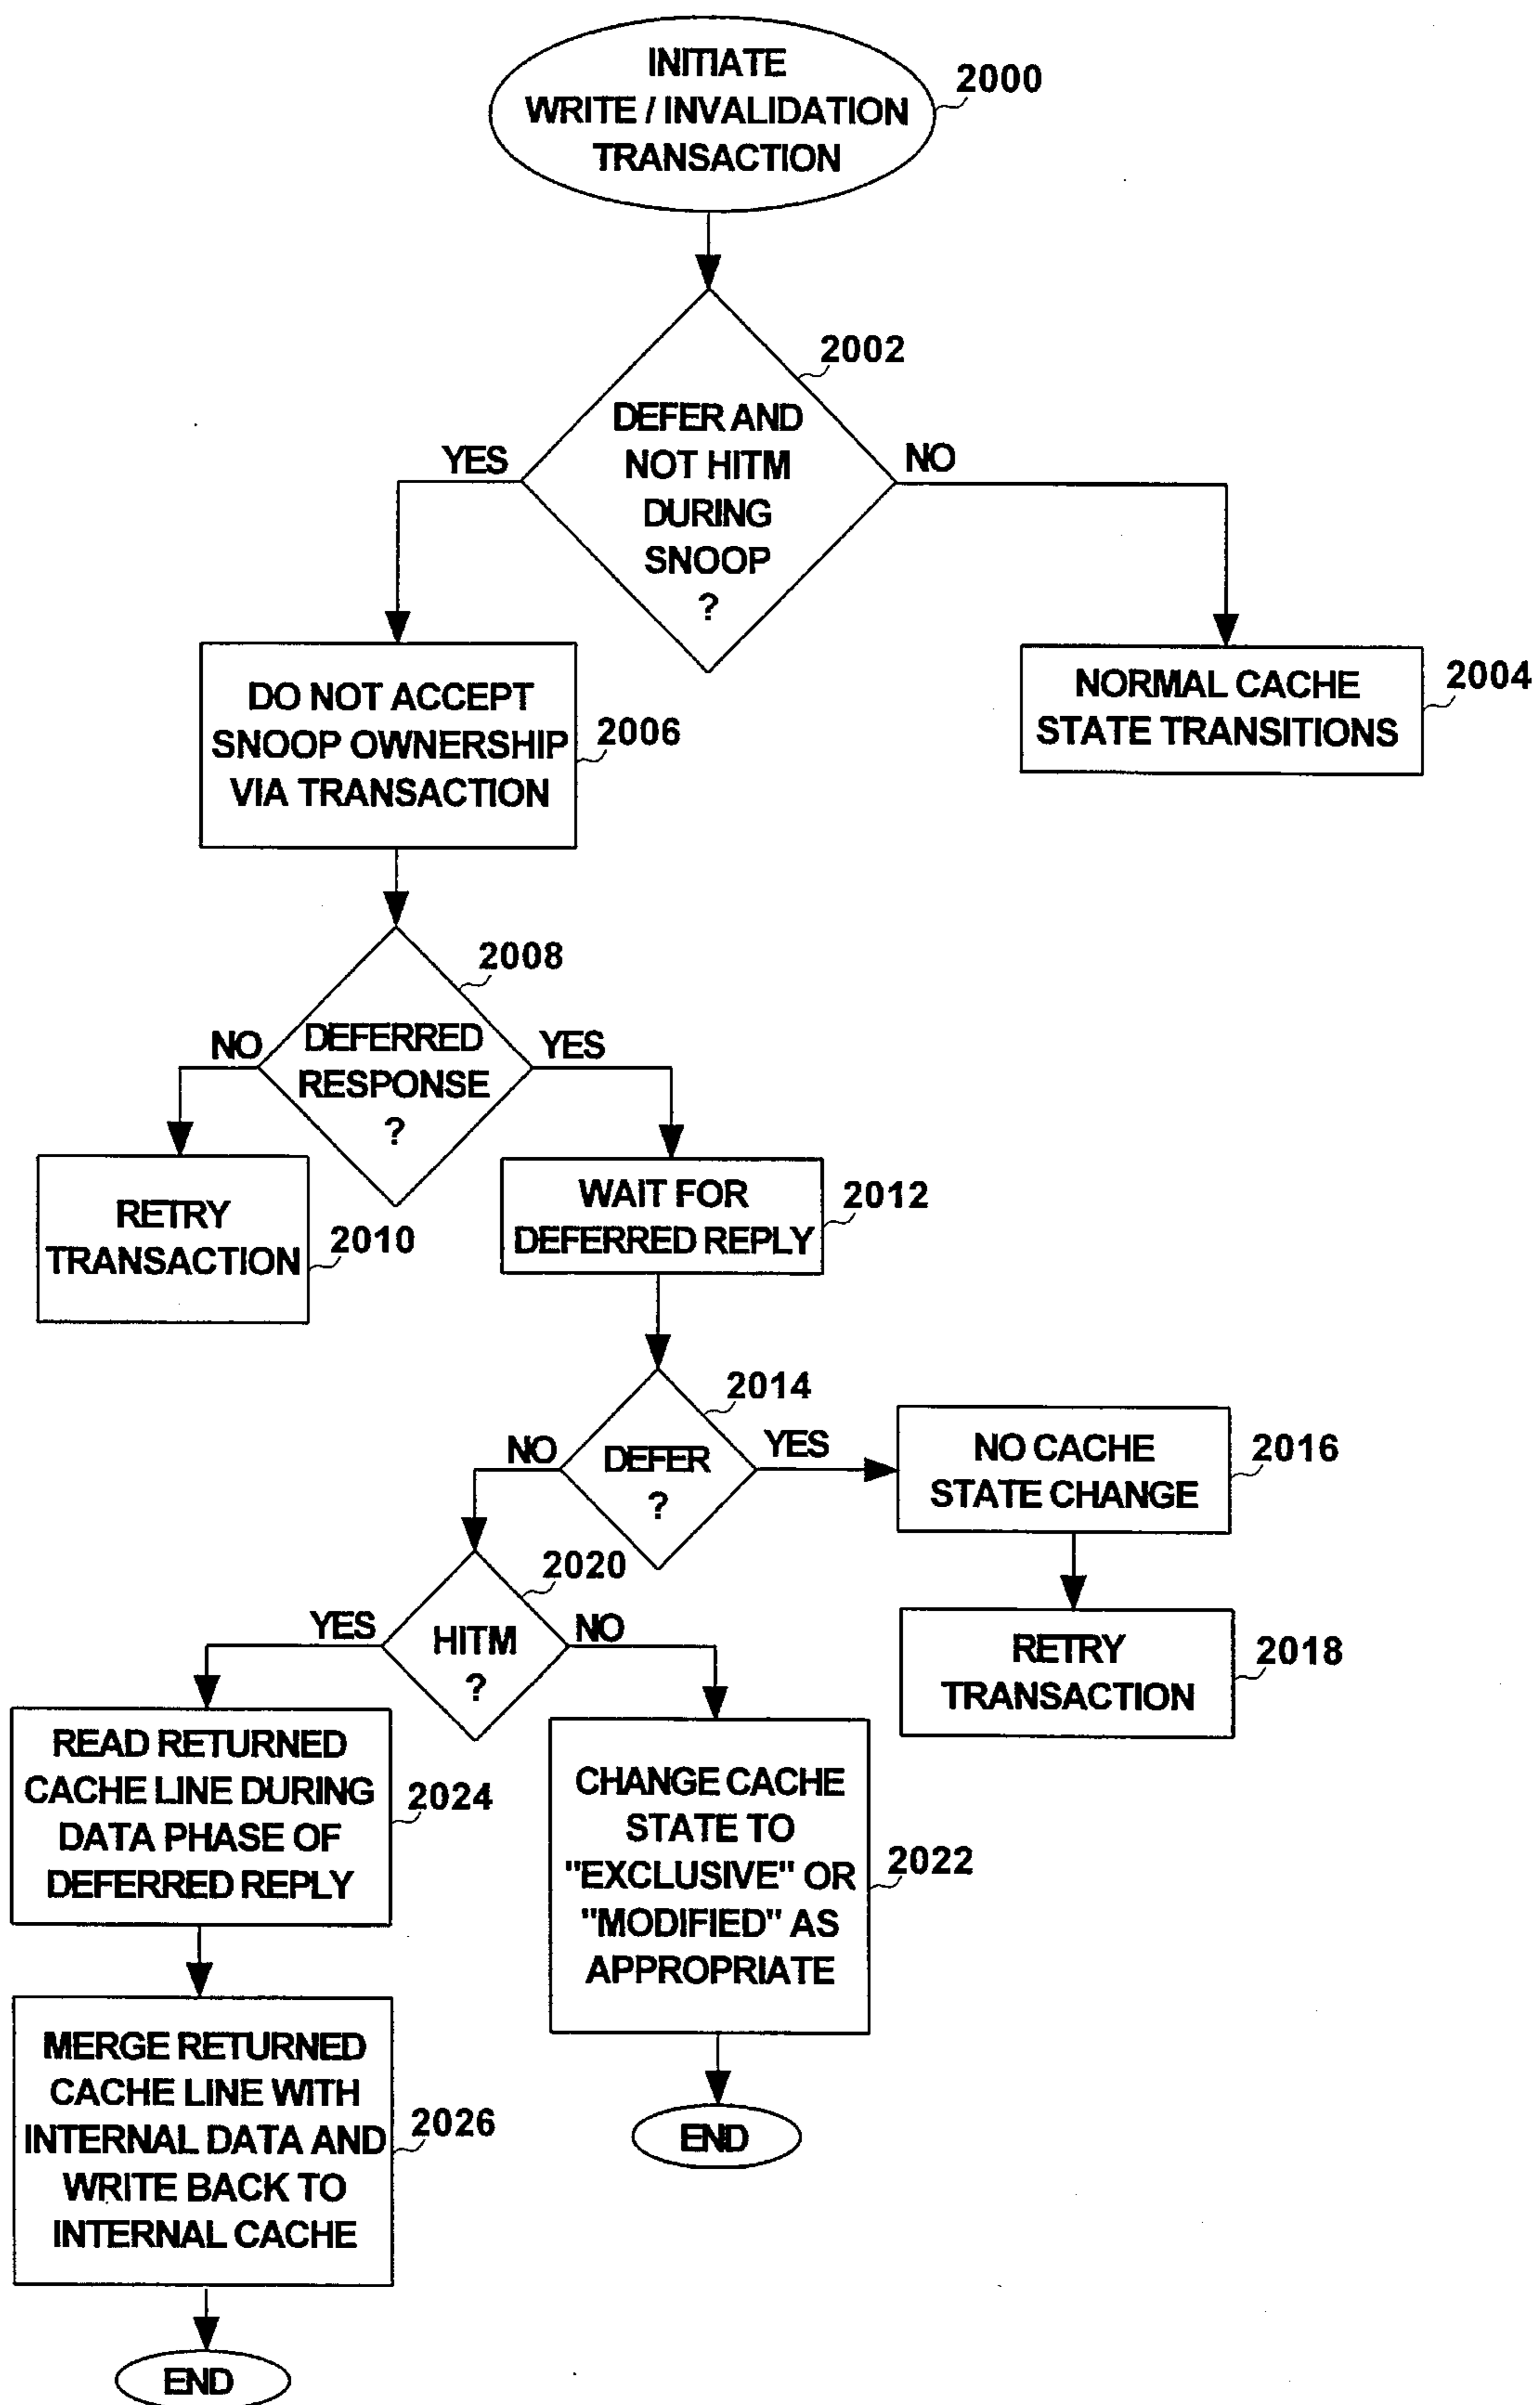 INITIATE
WRITE / INVALIDATION
TRANSACTION
2000
2002
DEFER AND
NOT HITM
DURING
SNOOP
?
YES
NO
DO NOT ACCEPT
SNOOP OWNERSHIP
VIA TRANSACTION
2006
NORMAL CACHE
STATE TRANSITIONS
2004
2008
DEFERRED
RESPONSE
?
NO
YES
RETRY
TRANSACTION
2010
WAIT FOR
DEFERRED REPLY
2012
2014
DEFER
?
NO
YES
NO CACHE
STATE CHANGE
2016
RETRY
TRANSACTION
2018
2020
HITM
?
YES
NO
READ RETURNED
CACHE LINE DURING
DATA PHASE OF
DEFERRED REPLY
2024
CHANGE CACHE
STATE TO
"EXCLUSIVE" OR
"MODIFIED" AS
APPROPRIATE
2022
END
MERGE RETURNED
CACHE LINE WITH
INTERNAL DATA AND
WRITE BACK TO
INTERNAL CACHE
2026
END